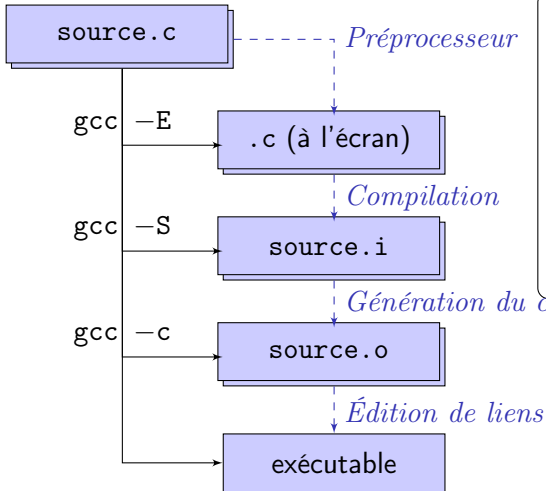 source.c
Préprocesseur
gcc −E
.c (à l'écran)
Compilation
gcc −S
source.i
Génération du
gcc −c
source.o
Édition de liens
exécutable